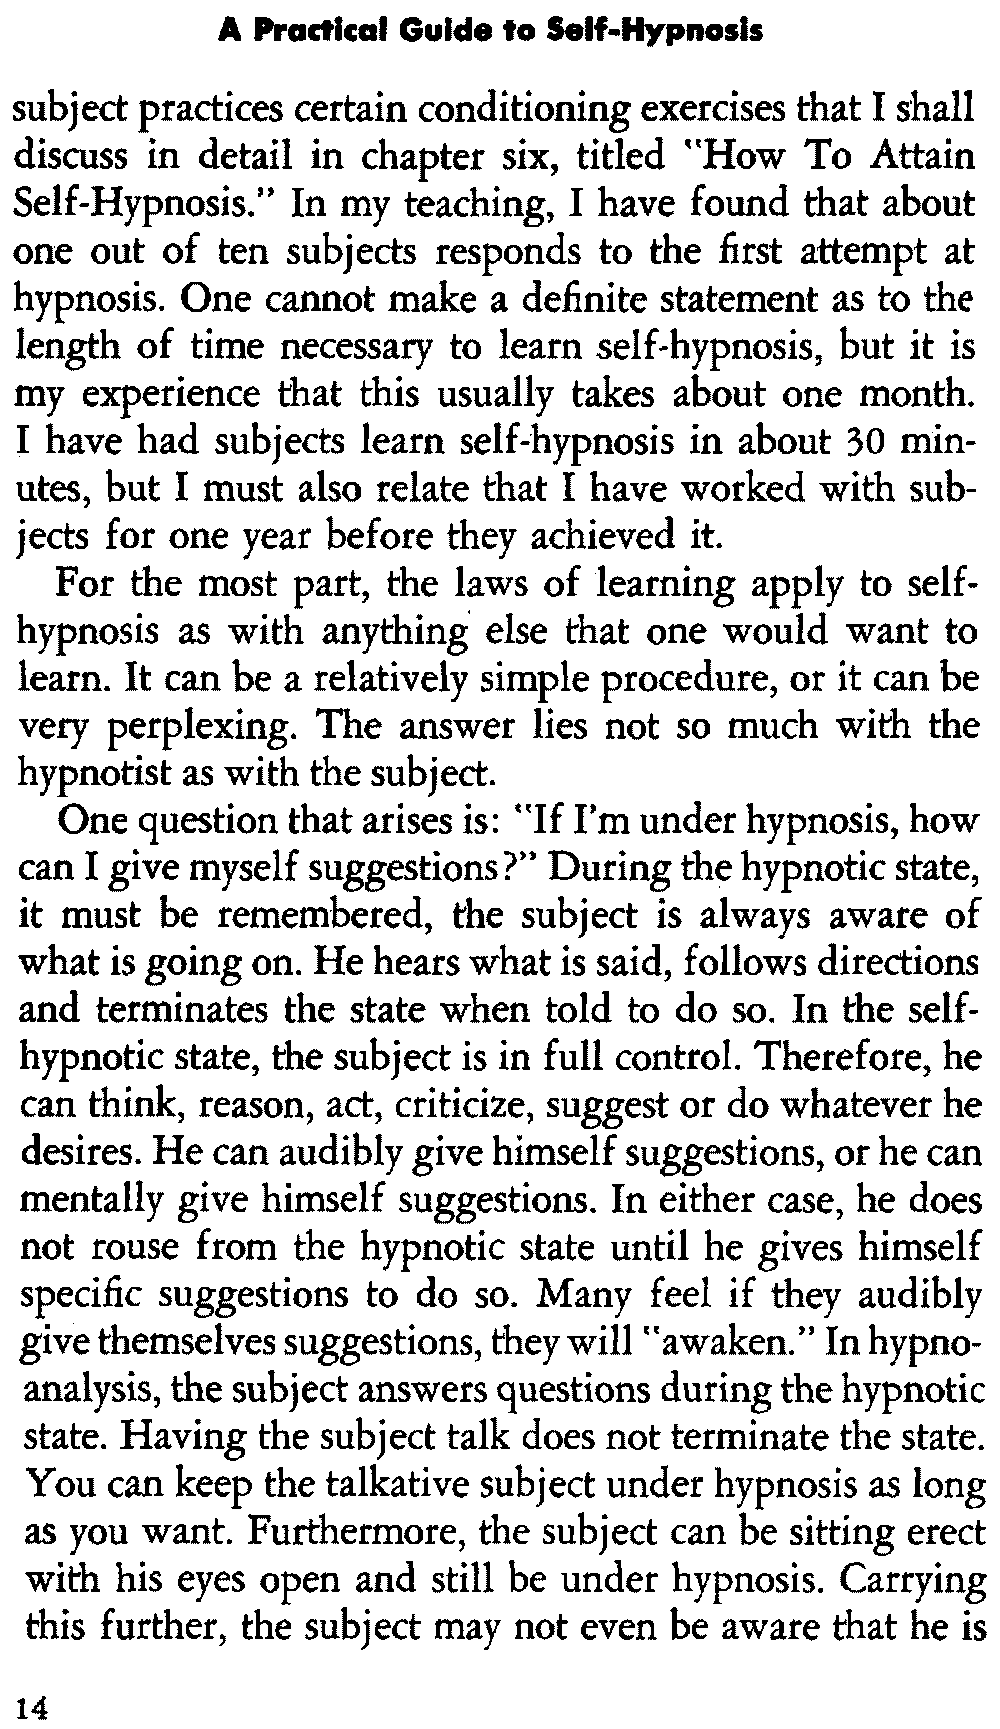 A Practical Guide to Self-Hypnosis
subject practices certain conditioning exercises that I shall
discuss in detail in chapter six, titled "How To Attain
Self-Hypnosis." In my teaching, I have found that about
one out of ten subjects responds to the first attempt at
hypnosis. One cannot make a definite statement as to the
length of time necessary to learn self-hypnosis, but it is
my experience that this usually takes about one month.
I have had subjects learn self-hypnosis in about 30 min-
utes, but I must also relate that I have worked with sub-
jects for one year before they achieved it.
For the most part, the laws of learning apply to self-
hypnosis as with anything else that one would want to
learn. It can be a relatively simple procedure, or it can be
very perplexing. The answer lies not so much with the
hypnotist as with the subject.
One question that arises is: "If I'm under hypnosis, how
can I give myself suggestions?" During the hypnotic state,
it must be remembered, the subject is always aware of
what is going on. He hears what is said, follows directions
and terminates the state when told to do so. In the self-
hypnotic state, the subject is in full control. Therefore, he
can think, reason, act, criticize, suggest or do whatever he
desires. He can audibly give himself suggestions, or he can
mentally give himself suggestions. In either case, he does
not rouse from the hypnotic state until he gives himself
specific suggestions to do so. Many feel if they audibly
give themselves suggestions, they will "awaken." In hypno-
analysis, the subject answers questions during the hypnotic
state. Having the subject talk does not terminate the state.
You can keep the talkative subject under hypnosis as long
as you want. Furthermore, the subject can be sitting erect
with his eyes open and still be under hypnosis. Carrying
this further, the subject may not even be aware that he is
14